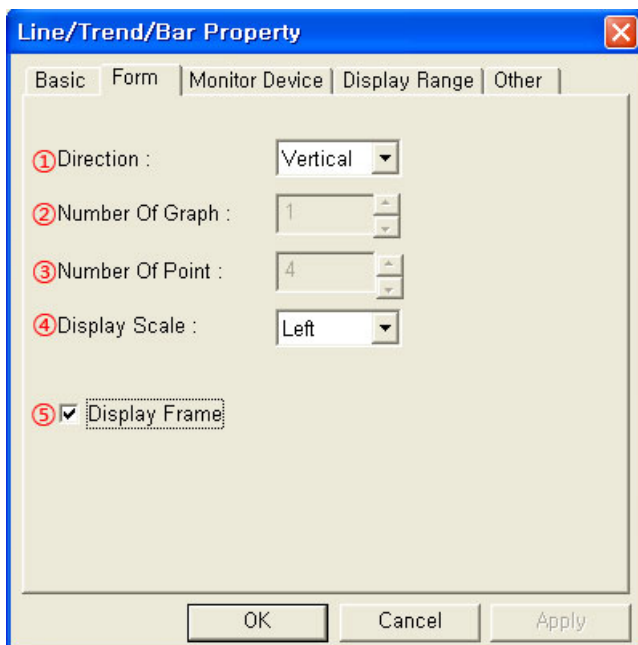 Line/Trend/Bar Property
Basic Form Monitor Device Display Range Other
①Direction : Vertical
②Number Of Graph : 1
③Number Of Point : 4
④Display Scale : Left
⑤ Display Frame
OK Cancel Apply